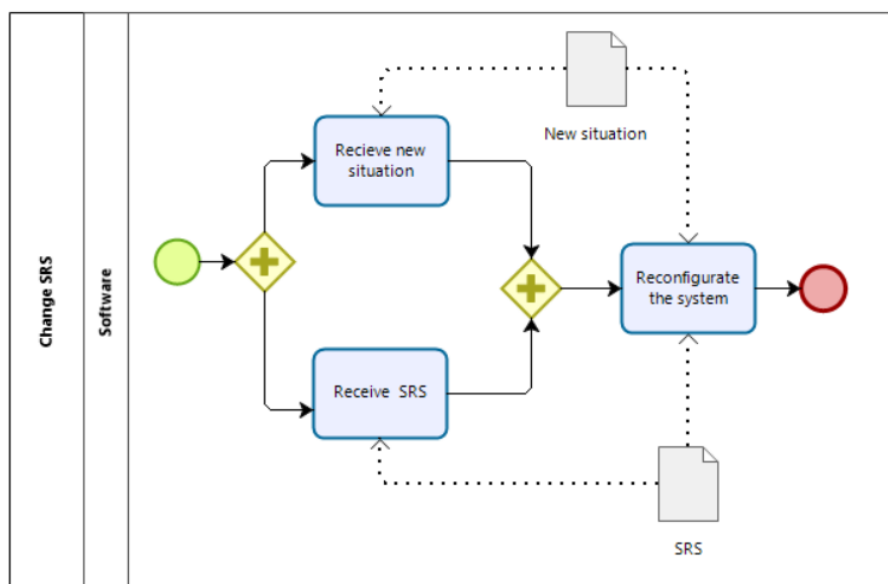 Change SRS
Software
New situation
Recieve new
situation
Reconfigurate
the system
Receive SRS
SRS